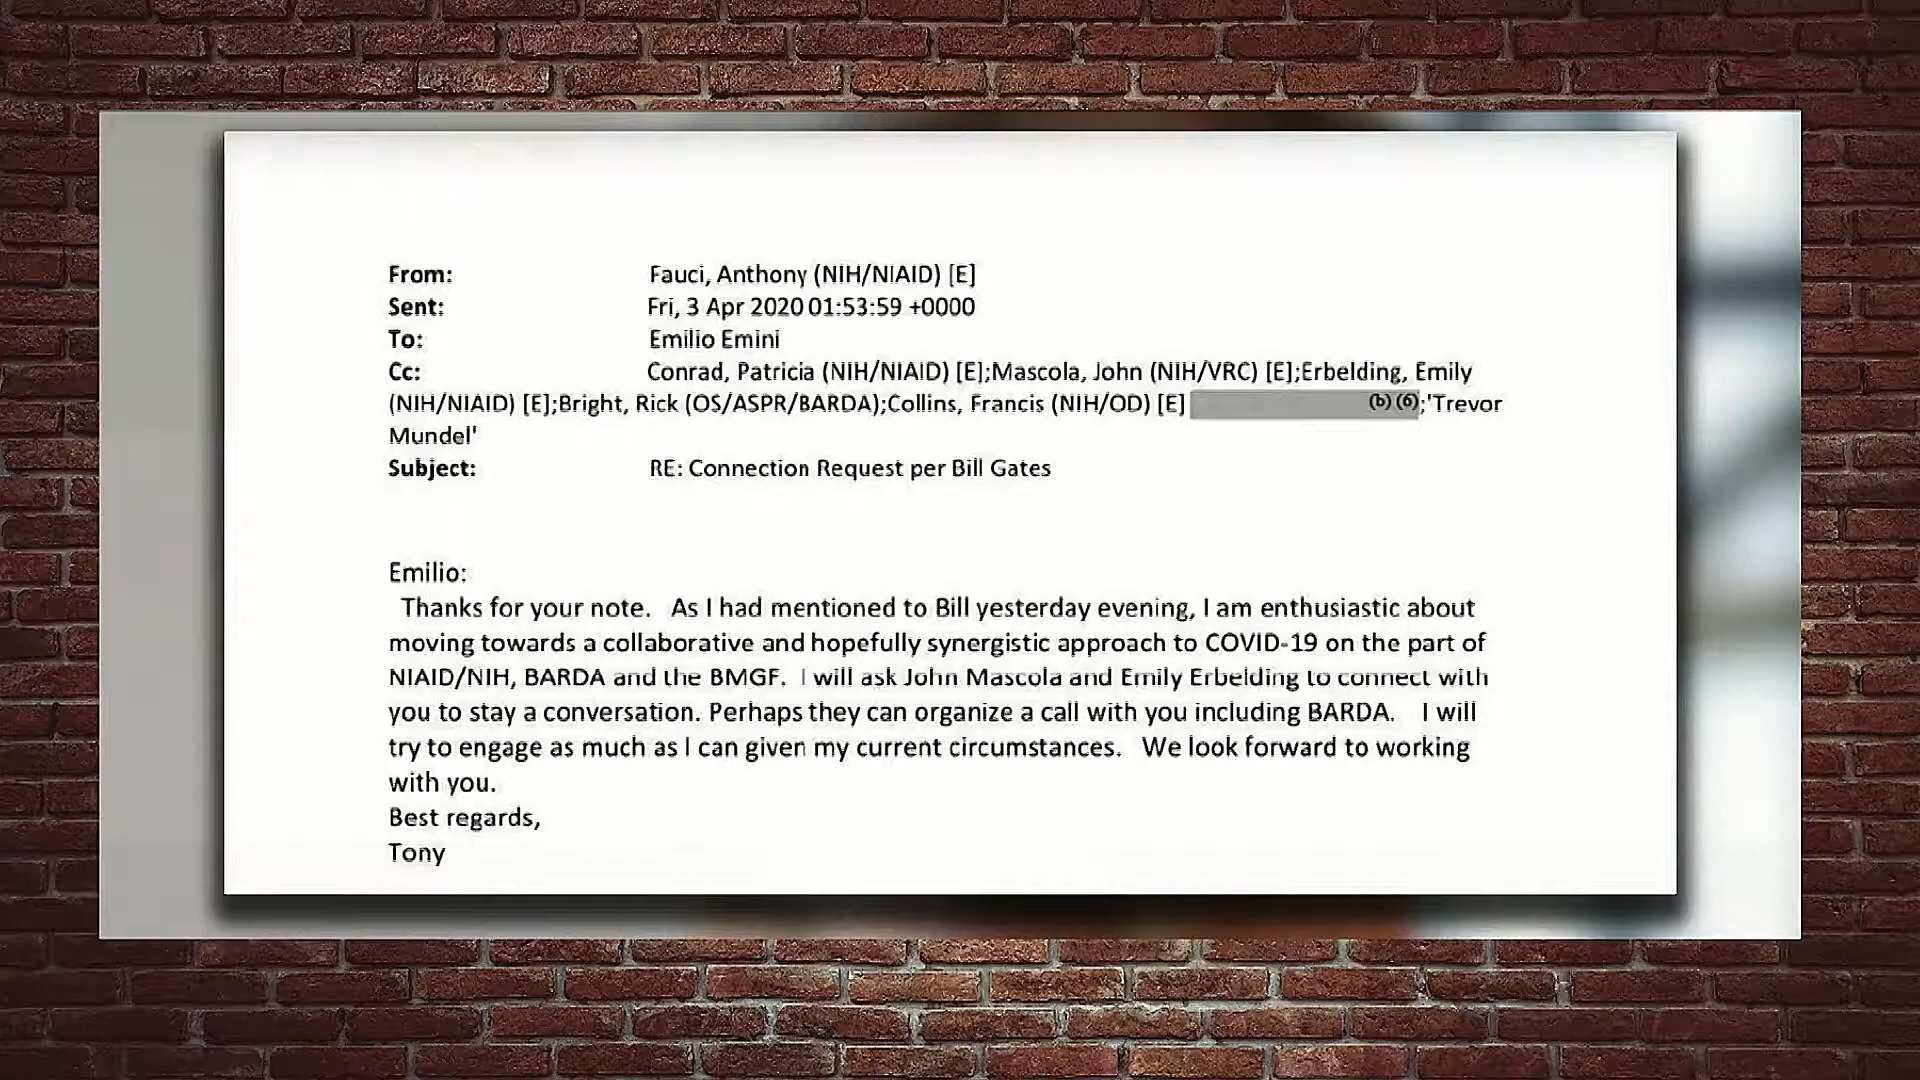 From: Fauci, Anthony (NIH/NIAID) [E]
Sent: Fri, 3 Apr 2020 01:53:59 +0000
To: Emilio Emini
Cc: Conrad, Patricia (NIH/NIAID) [E];Mascola, John (NIH/VRC) [E];Erbelding, Emily
(NIH/NIAID) [E];Bright, Rick (OS/ASPR/BARDA);Collins, Francis (NIH/OD) [E] (b) (6);'Trevor
Mundel'
Subject: RE: Connection Request per Bill Gates
Emilio:
Thanks for your note. As I had mentioned to Bill yesterday evening, I am enthusiastic about
moving towards a collaborative and hopefully synergistic approach to COVID-19 on the part of
NIAID/NIH, BARDA and the BMGF. I will ask John Mascola and Emily Erbelding to connect with
you to stay a conversation. Perhaps they can organize a call with you including BARDA. I will
try to engage as much as I can given my current circumstances. We look forward to working
with you.
Best regards,
Tony